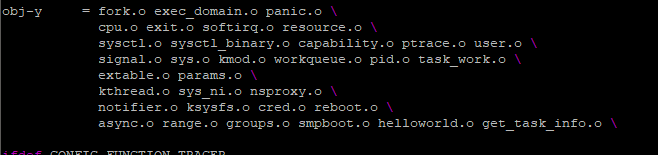 obj-y     = fork.o exec_domain.o panic.o \
            cpu.o exit.o softirq.o resource.o \
            sysctl.o sysctl_binary.o capability.o ptrace.o user.o \
            signal.o sys.o kmod.o workqueue.o pid.o task_work.o \
            extable.o params.o \
            kthread.o sys_ni.o nsproxy.o \
            notifier.o ksysfs.o cred.o reboot.o \
            async.o range.o groups.o smpboot.o helloworld.o get_task_info.o \
ifdef CONFIG_FUNCTION_TRACER